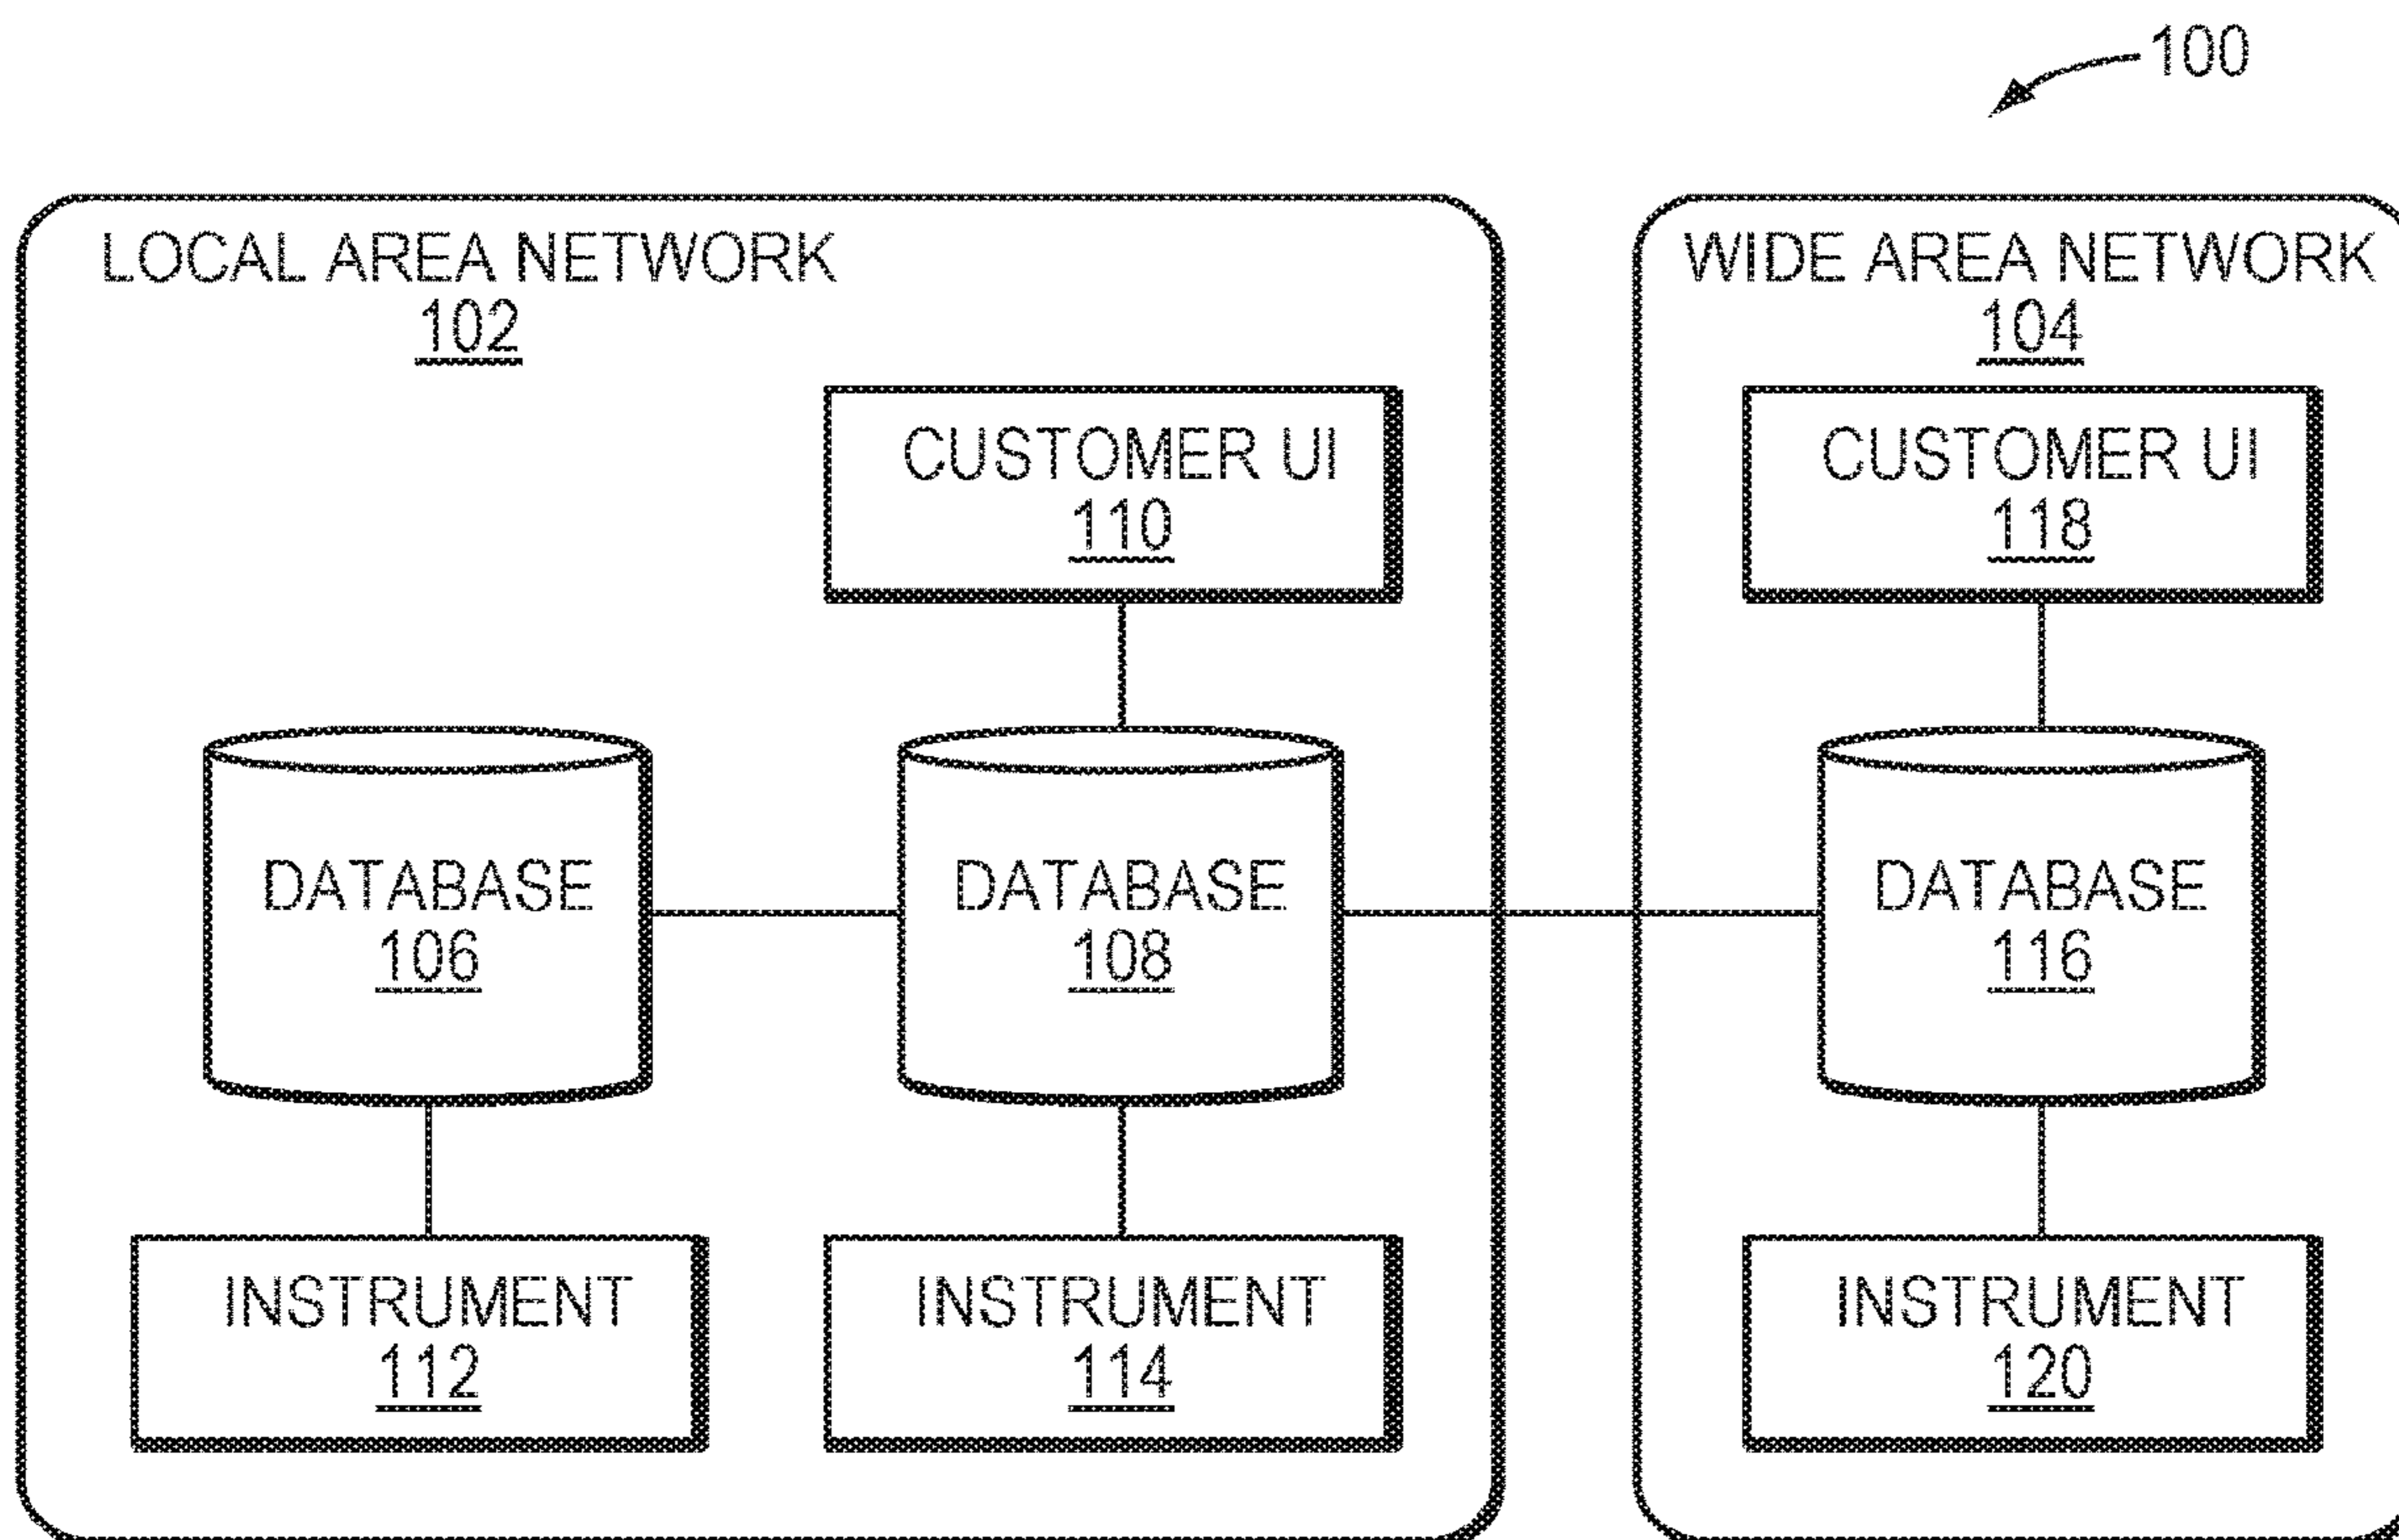 100
LOCAL AREA NETWORK
102
WIDE AREA NETWORK
104
CUSTOMER UI
110
CUSTOMER UI
118
DATABASE
106
DATABASE
108
DATABASE
116
INSTRUMENT
112
INSTRUMENT
114
INSTRUMENT
120